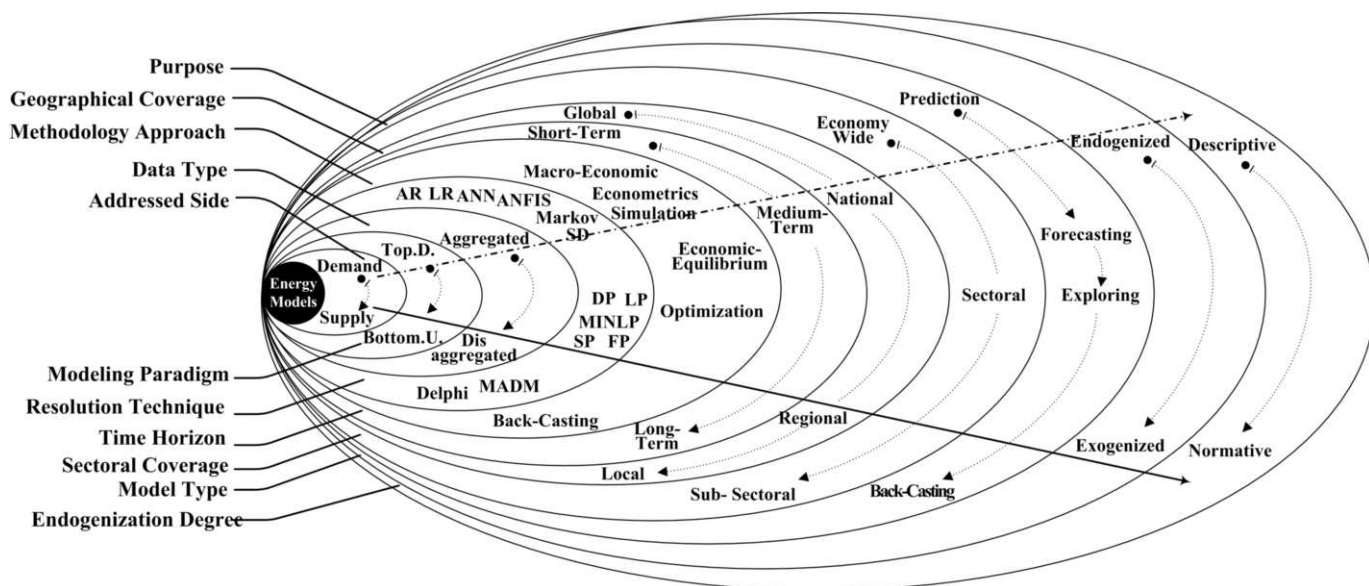 Purpose
Geographical Coverage
Methodology Approach
Data Type
Addressed Side
Modeling Paradigm
Resolution Technique
Time Horizon
Sectoral Coverage
Model Type
Endogenization Degree
Energy
Models
Demand
Supply
Top.D.
Bottom.U.
Aggregated
Dis
aggregated
AR LR ANN ANFIS
Markov
SD
DP LP
MINLP
SP FP
Delphi MADM
Macro-Economic
Econometrics
Simulation
Economic-
Equilibrium
Optimization
Back-Casting
Short-Term
Medium-
Term
Long-
Term
Global
National
Regional
Local
Economy
Wide
Sectoral
Sub- Sectoral
Prediction
Forecasting
Exploring
Back-Casting
Endogenized
Exogenized
Descriptive
Normative